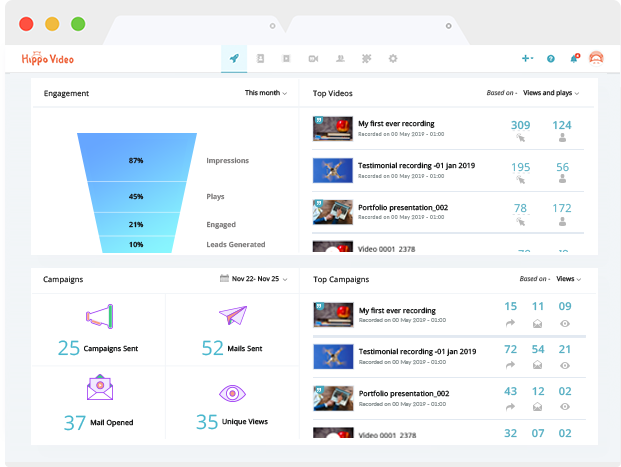 Hippo Video
Engagement
This month
87%
Impressions
45%
Plays
21%
Engaged
10%
Leads Generated
Top Videos
Based on - Views and plays
My first ever recording
Recorded on 00 May 2019 - 01:00
309
124
Testimonial recording -01 jan 2019
Recorded on 00 May 2019 - 01:00
195
56
Portfolio presentation_002
Recorded on 00 May 2019 - 01:00
78
172
Video 0001_2378
Campaigns
Nov 22- Nov 25
25 Campaigns Sent
52 Mails Sent
37 Mail Opened
35 Unique Views
Top Campaigns
Based on - Views
My first ever recording
Recorded on 00 May 2019 - 01:00
15 11 09
Testimonial recording -01 jan 2019
Recorded on 00 May 2019 - 01:00
72 54 21
Portfolio presentation_002
Recorded on 00 May 2019 - 01:00
43 12 02
Video 0001_2378
32 07 02